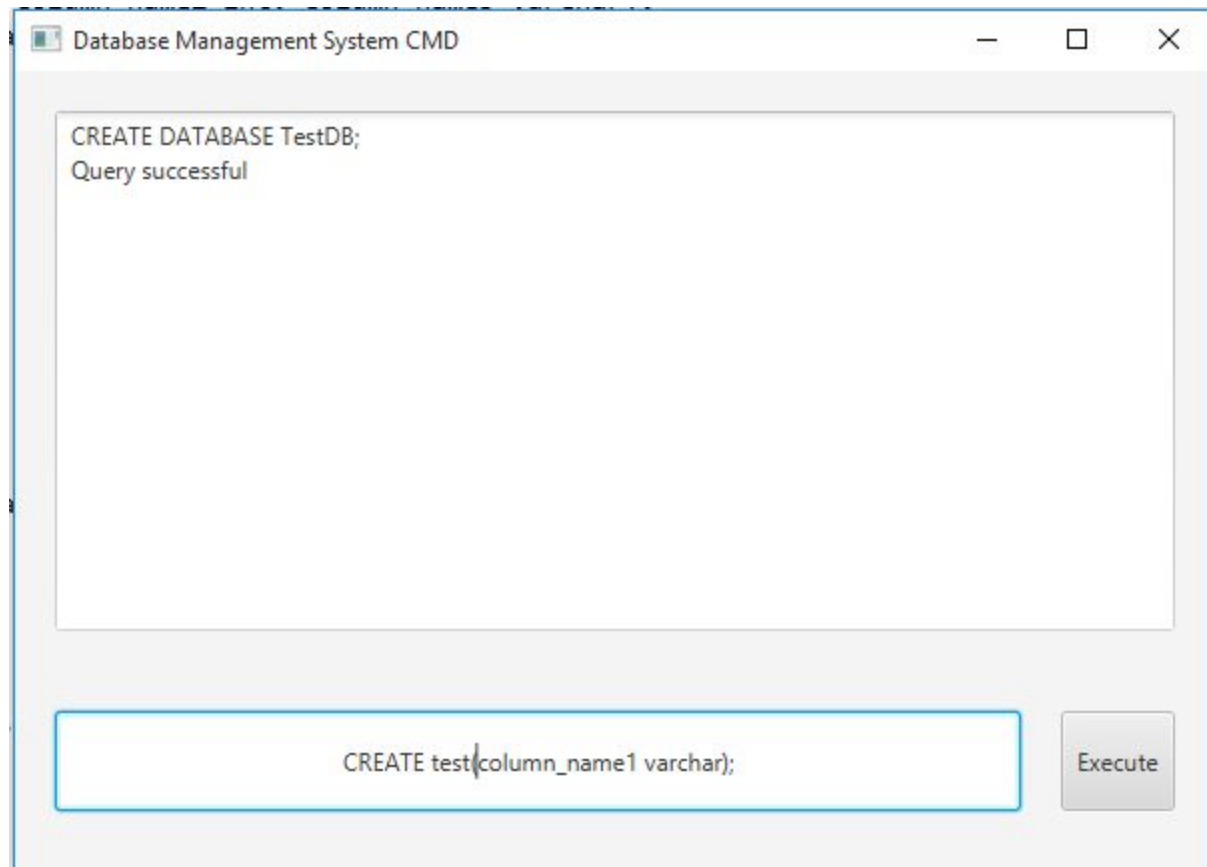 Database Management System CMD
CREATE DATABASE TestDB;
Query successful
CREATE test(column_name1 varchar);
Execute